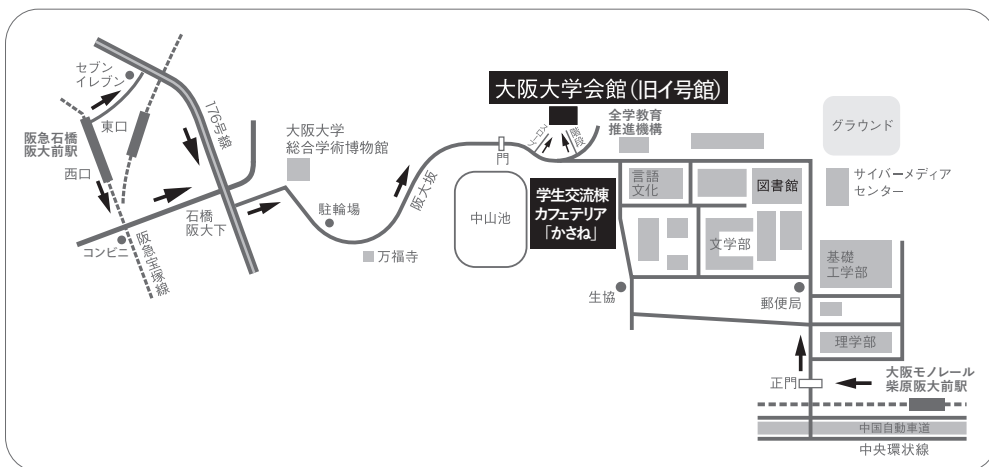 セブン
イレブン
東口
阪急石橋
阪大前駅
西口
176号線
石橋
阪大下
コンビニ
阪急宝塚線
大阪大学
総合学術博物館
駐輪場
万福寺
阪大坂
門
中山池
大阪大学会館(旧イ号館)
スロープ
階段
全学教育
推進機構
学生交流棟
カフェテリア
「かさね」
言語
文化
図書館
文学部
グラウンド
サイバーメディア
センター
基礎
工学部
生協
郵便局
理学部
正門
大阪モノレール
柴原阪大前駅
中国自動車道
中央環状線